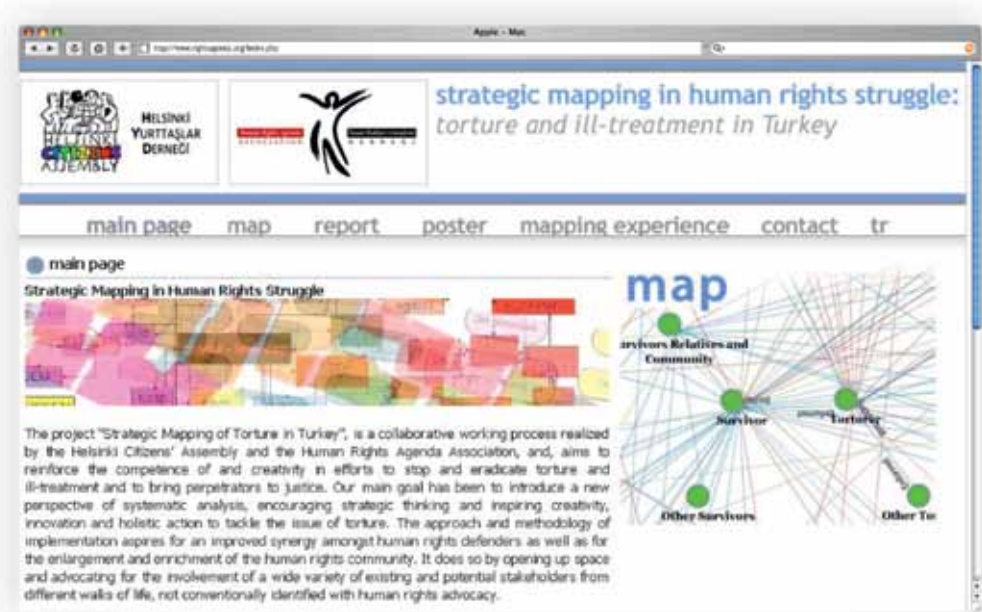 Apple - Mac
HELSİNKİ
YURTTAŞLAR
DERNEĞİ
HELSINKI
CITIZENS
ASSEMBLY
strategic mapping in human rights struggle:
torture and ill-treatment in Turkey
main page map report poster mapping experience contact tr
main page
Strategic Mapping in Human Rights Struggle
The project "Strategic Mapping of Torture in Turkey", is a collaborative working process realized
by the Helsinki Citizens' Assembly and the Human Rights Agenda Association, and, aims to
reinforce the competence of and creativity in efforts to stop and eradicate torture and
ill-treatment and to bring perpetrators to justice. Our main goal has been to introduce a new
perspective of systematic analysis, encouraging strategic thinking and inspiring creativity,
innovation and holistic action to tackle the issue of torture. The approach and methodology of
implementation aspires for an improved synergy amongst human rights defenders as well as for
the enlargement and enrichment of the human rights community. It does so by opening up space
and advocating for the involvement of a wide variety of existing and potential stakeholders from
different walks of life, not conventionally identified with human rights advocacy.
map
urvivors Relatives and
Community
Survivor
Torturer
Other Survivors
Other To